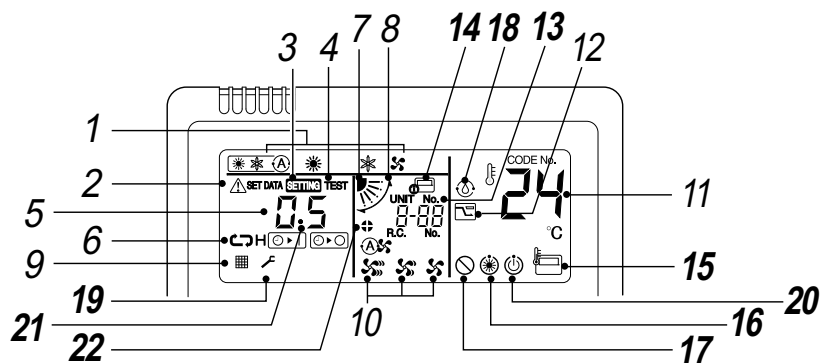 3 4 7 8 14 18 13 12
1
CODE No.
2 SET DATA SETTING TEST
UNIT No.
24 11
5 0.5
8-88
R.C. No.
°C
6 H
A
9
15
19 10 20
21 16
22 17